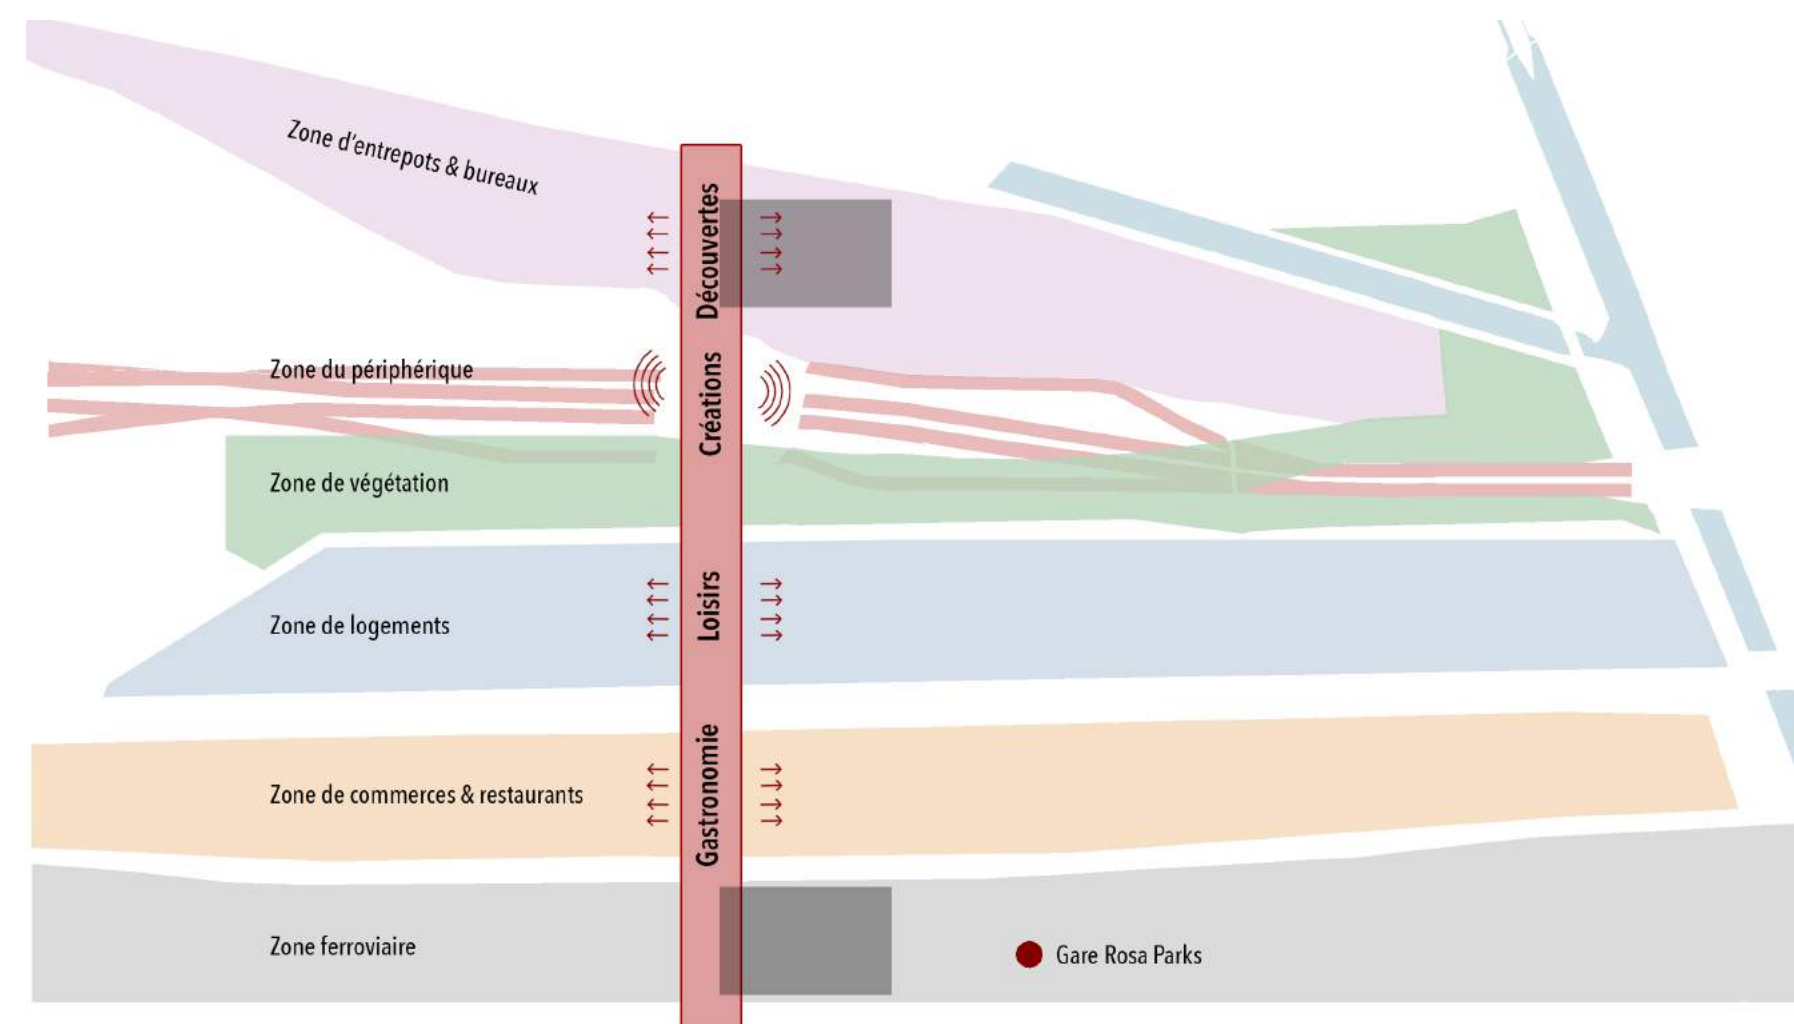 Zone d'entrepots & bureaux
Découvertes
Zone du périphérique
Créations
Zone de végétation
Loisirs
Zone de logements
Gastronomie
Zone de commerces & restaurants
Zone ferroviaire
Gare Rosa Parks